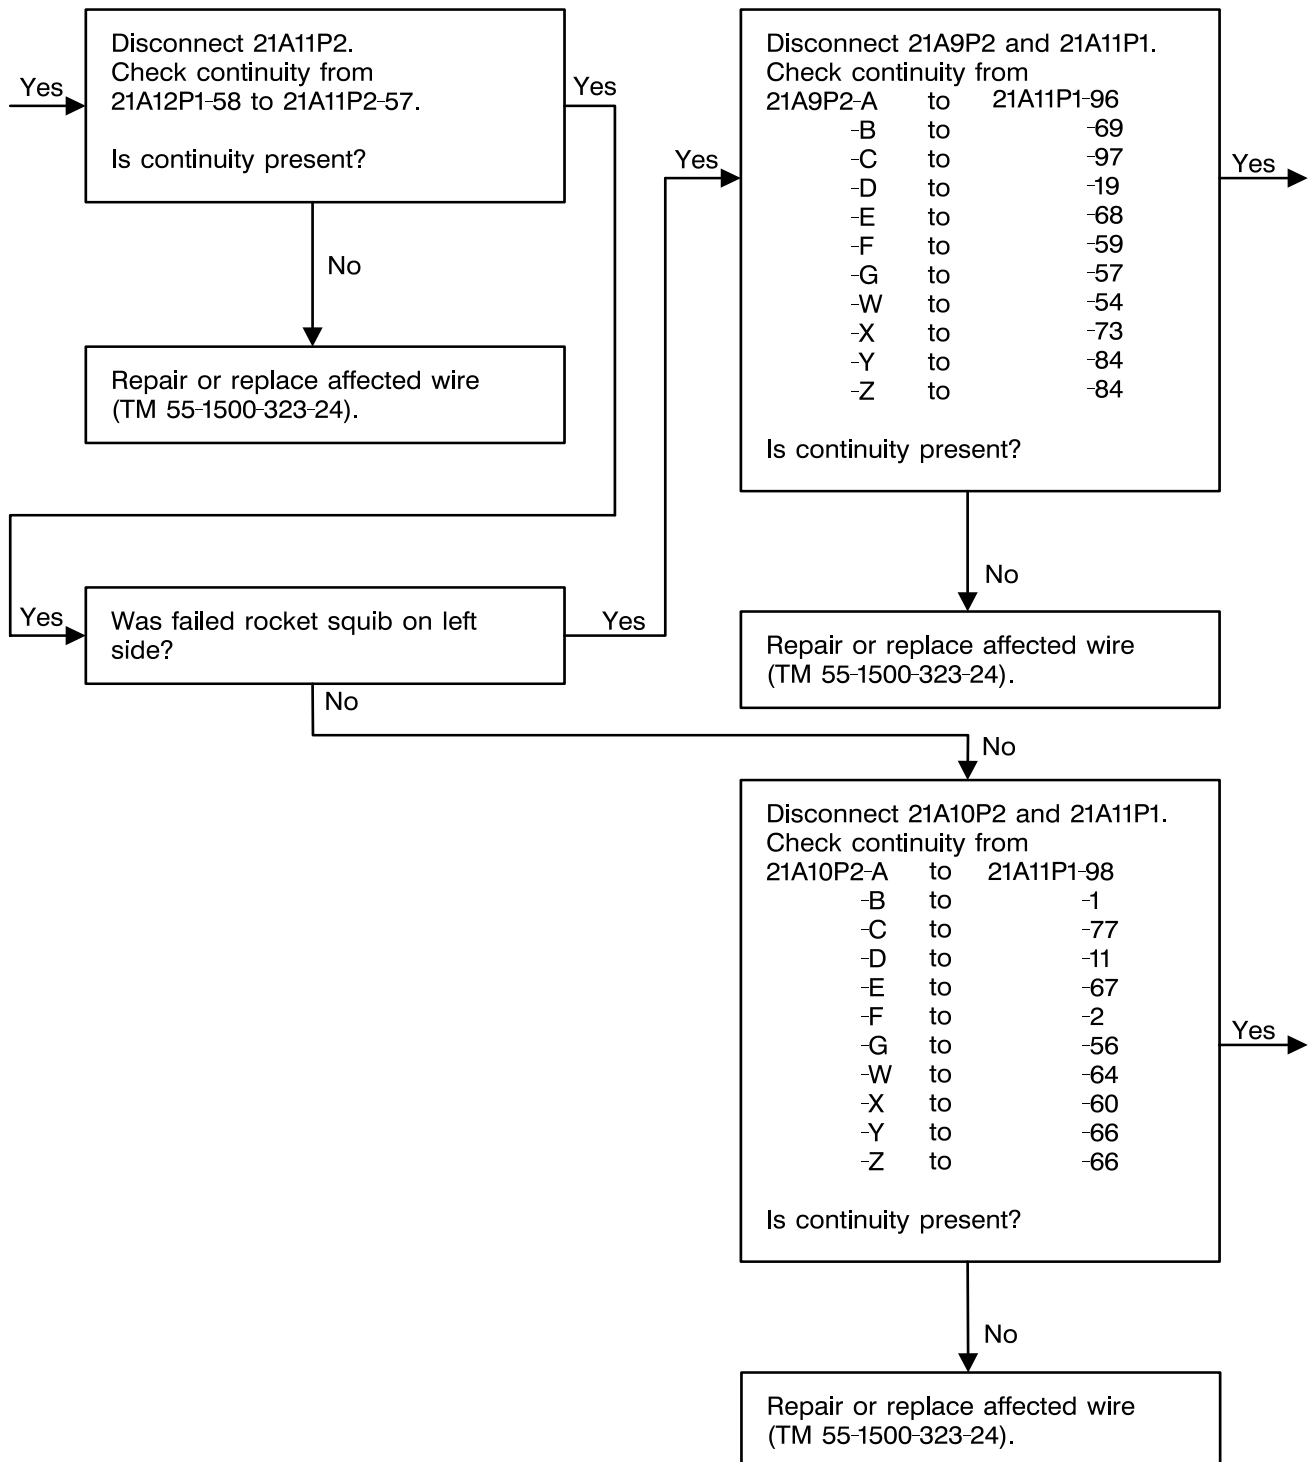 Yes
Disconnect 21A11P2.
Check continuity from
21A12P1-58 to 21A11P2-57.
Is continuity present?
Yes
No
Repair or replace affected wire
(TM 55-1500-323-24).
Yes
Was failed rocket squib on left
side?
Yes
No
Yes
Disconnect 21A9P2 and 21A11P1.
Check continuity from
21A9P2-A to 21A11P1-96
-B to -69
-C to -97
-D to -19
-E to -68
-F to -59
-G to -57
-W to -54
-X to -73
-Y to -84
-Z to -84
Is continuity present?
Yes
No
Repair or replace affected wire
(TM 55-1500-323-24).
No
Disconnect 21A10P2 and 21A11P1.
Check continuity from
21A10P2-A to 21A11P1-98
-B to -1
-C to -77
-D to -11
-E to -67
-F to -2
-G to -56
-W to -64
-X to -60
-Y to -66
-Z to -66
Is continuity present?
Yes
No
Repair or replace affected wire
(TM 55-1500-323-24).